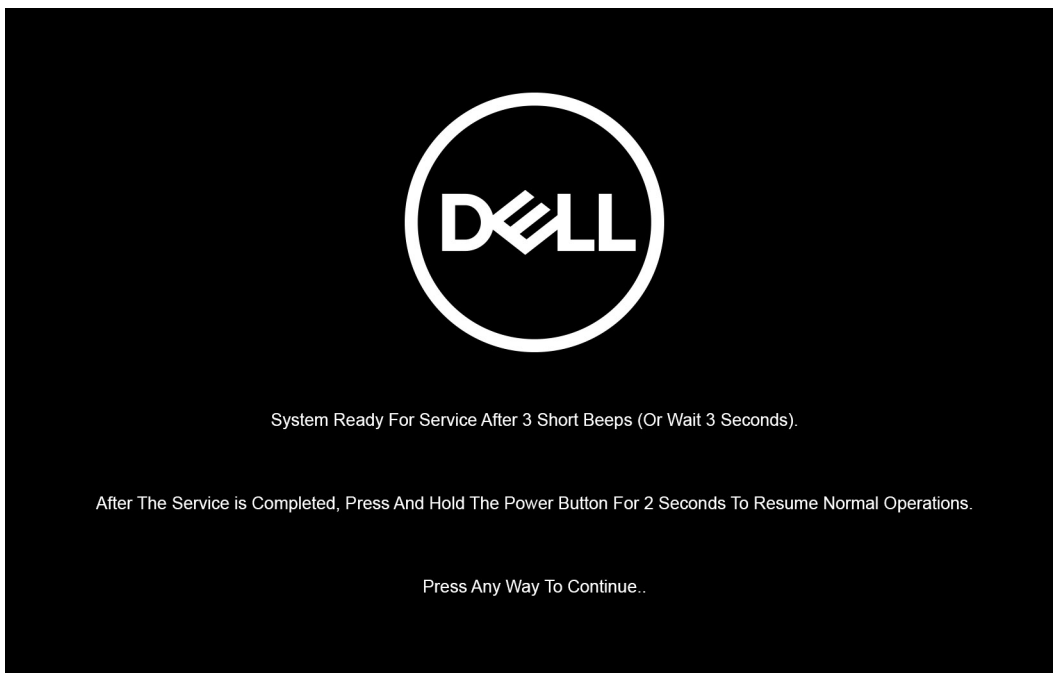 DELL
System Ready For Service After 3 Short Beeps (Or Wait 3 Seconds).
After The Service is Completed, Press And Hold The Power Button For 2 Seconds To Resume Normal Operations.
Press Any Way To Continue..